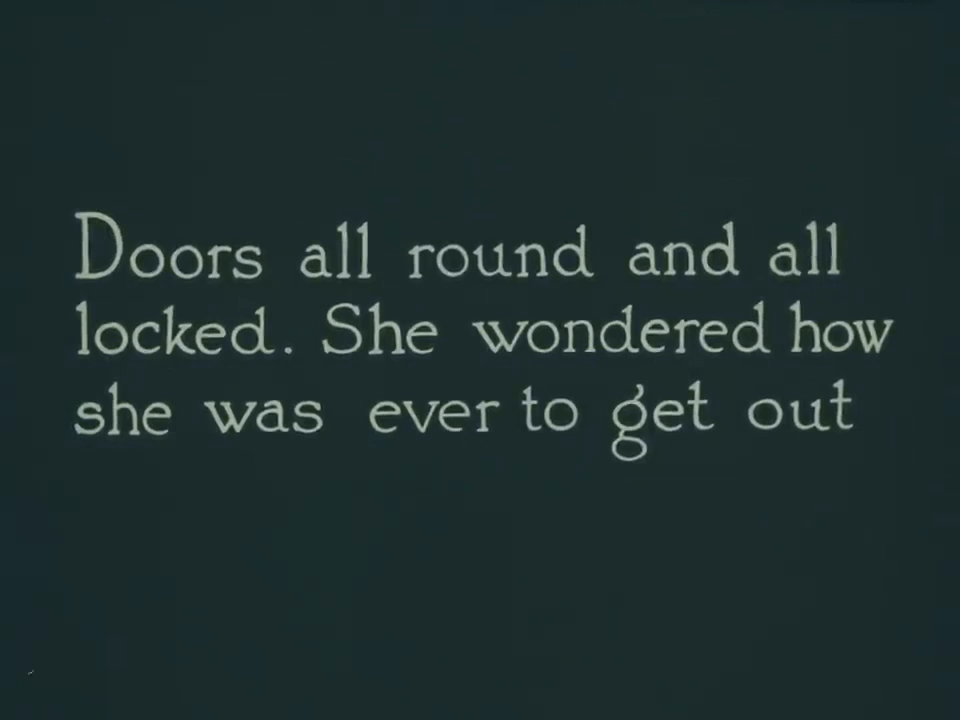 Doors all round and all
locked. She wondered how
she was ever to get out